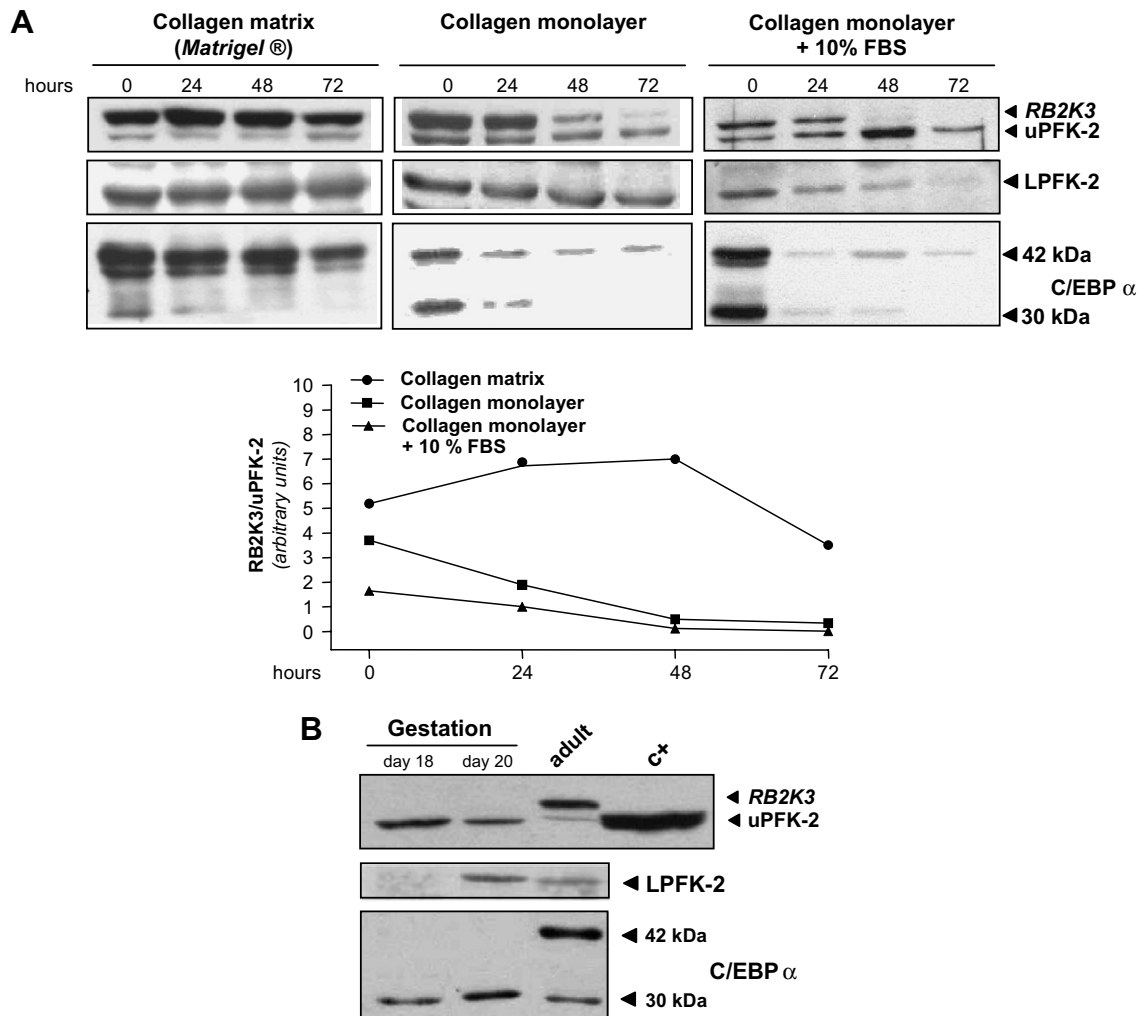 A
Collagen matrix
(Matrigel ®)
Collagen monolayer
Collagen monolayer
+ 10% FBS
hours 0 24 48 72 0 24 48 72 0 24 48 72
RB2K3
uPFK-2
LPFK-2
42 kDa
C/EBP α
30 kDa
Collagen matrix
Collagen monolayer
Collagen monolayer
+ 10 % FBS
RB2K3/uPFK-2
(arbitrary units)
10
9
8
7
6
5
4
3
2
1
0
hours 0 24 48 72
B
Gestation
day 18 day 20 adult c+
RB2K3
uPFK-2
LPFK-2
42 kDa
C/EBP α
30 kDa